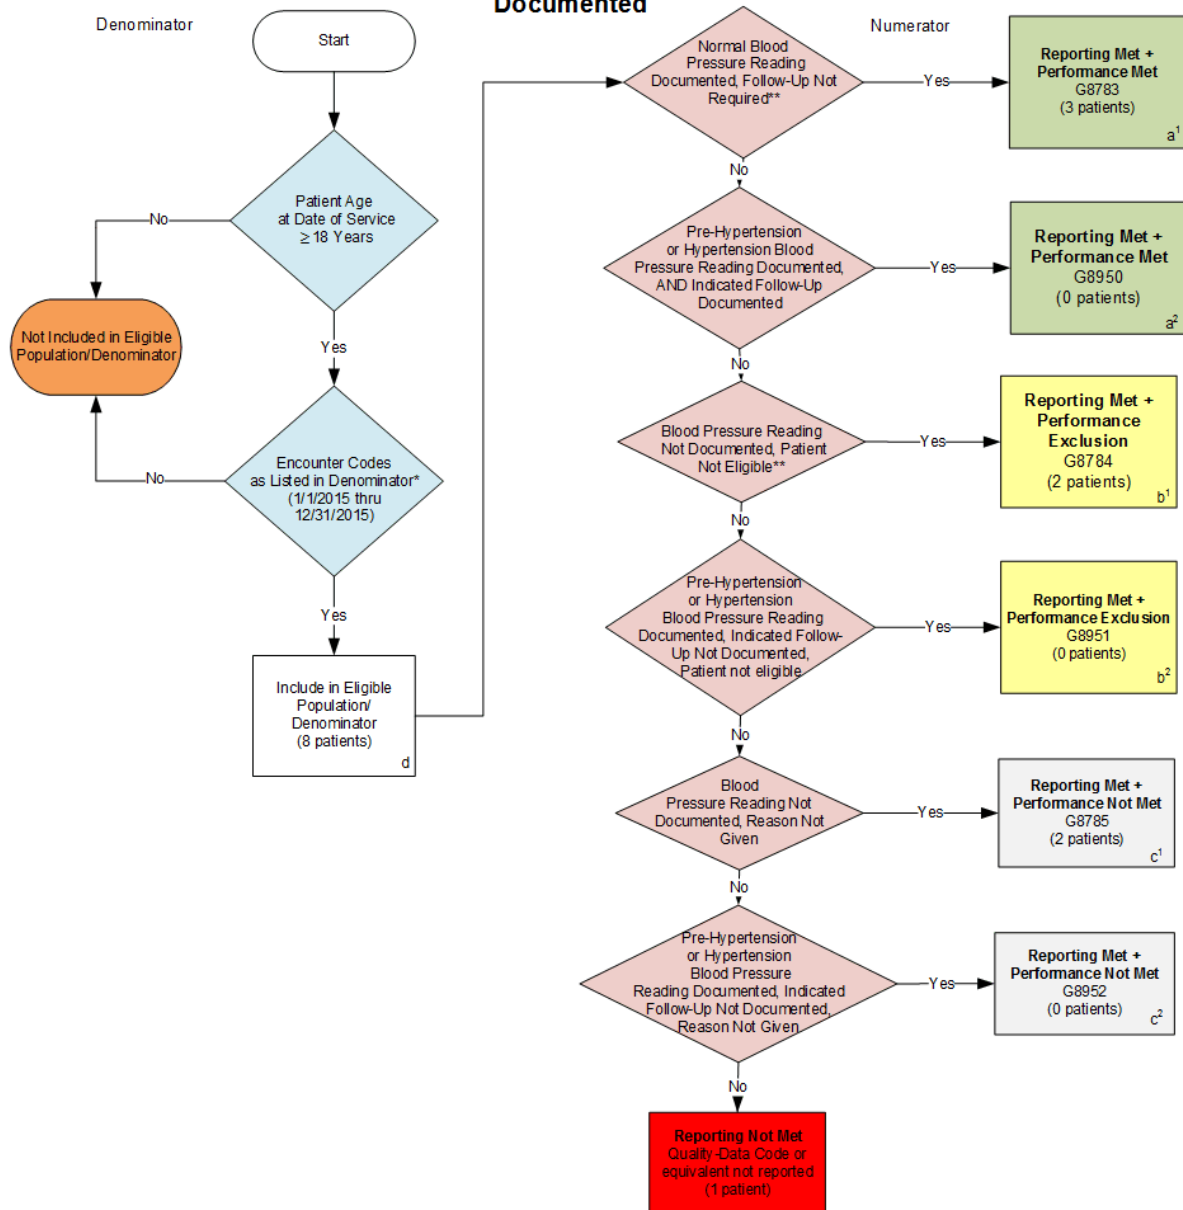 Documented
Denominator
Start
Patient Age
at Date of Service
≥ 18 Years
No
Not Included in Eligible
Population/Denominator
Yes
Encounter Codes
as Listed in Denominator*
(1/1/2015 thru
12/31/2015)
No
Yes
Include in Eligible
Population/
Denominator
(8 patients)
d
Numerator
Normal Blood
Pressure Reading
Documented, Follow-Up Not
Required**
Yes
Reporting Met +
Performance Met
G8783
(3 patients)
a¹
No
Pre-Hypertension
or Hypertension Blood
Pressure Reading Documented,
AND Indicated Follow-Up
Documented
Yes
Reporting Met +
Performance Met
G8950
(0 patients)
a²
No
Blood Pressure Reading
Not Documented, Patient
Not Eligible**
Yes
Reporting Met +
Performance
Exclusion
G8784
(2 patients)
b¹
No
Pre-Hypertension
or Hypertension
Blood Pressure Reading
Documented, Indicated Follow-
Up Not Documented,
Patient not eligible
Yes
Reporting Met +
Performance Exclusion
G8951
(0 patients)
b²
No
Blood
Pressure Reading Not
Documented, Reason Not
Given
Yes
Reporting Met +
Performance Not Met
G8785
(2 patients)
c¹
No
Pre-Hypertension
or Hypertension
Blood Pressure
Reading Documented, Indicated
Follow-Up Not Documented,
Reason Not Given
Yes
Reporting Met +
Performance Not Met
G8952
(0 patients)
c²
No
Reporting Not Met
Quality-Data Code or
equivalent not reported
(1 patient)